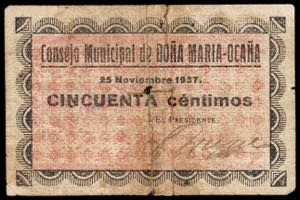 Consejo Municipal de DOÑA MARIA-OCAÑA
25 Noviembre 1937.
CINCUENTA céntimos
EL PRESIDENTE,